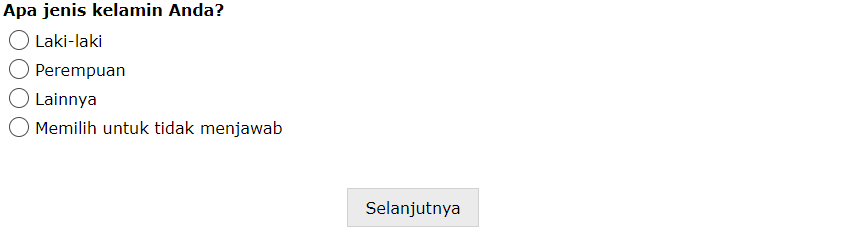 Apa jenis kelamin Anda?
Laki-laki
Perempuan
Lainnya
Memilih untuk tidak menjawab
Selanjutnya